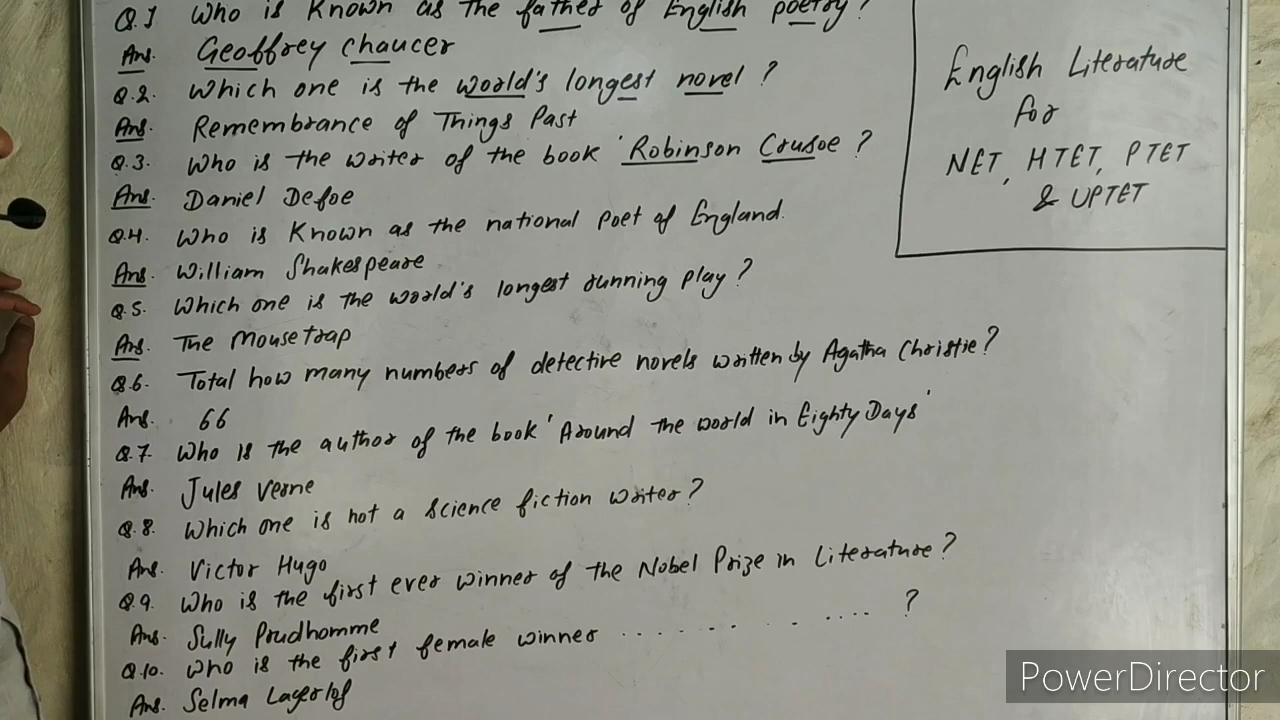 Q.1 Who is Known as the father of English poetry?
Ans. Geoffrey Chaucer
Q.2. Which one is the world's longest novel?
Ans. Remembrance of Things Past
Q.3. Who is the writer of the book 'Robinson Crusoe?
Ans. Daniel Defoe
Q.4. Who is Known as the national poet of England.
Ans. William Shakespeare
Q.5. Which one is the world's longest running play?
Ans. The Mousetrap
Q.6. Total how many numbers of detective novels written by Agatha Christie?
Ans. 66
Q.7. Who is the author of the book 'Around the world in Eighty Days'
Ans. Jules Verne
Q.8. Which one is not a science fiction writer?
Ans. Victor Hugo
Q.9. Who is the first ever winner of the Nobel Prize in Literature?
Ans. Sully Prudhomme
Q.10. Who is the first female winner ..........?
Ans. Selma Lagerlof
English Literature
for
NET, HTET, PTET
& UPTET
PowerDirector